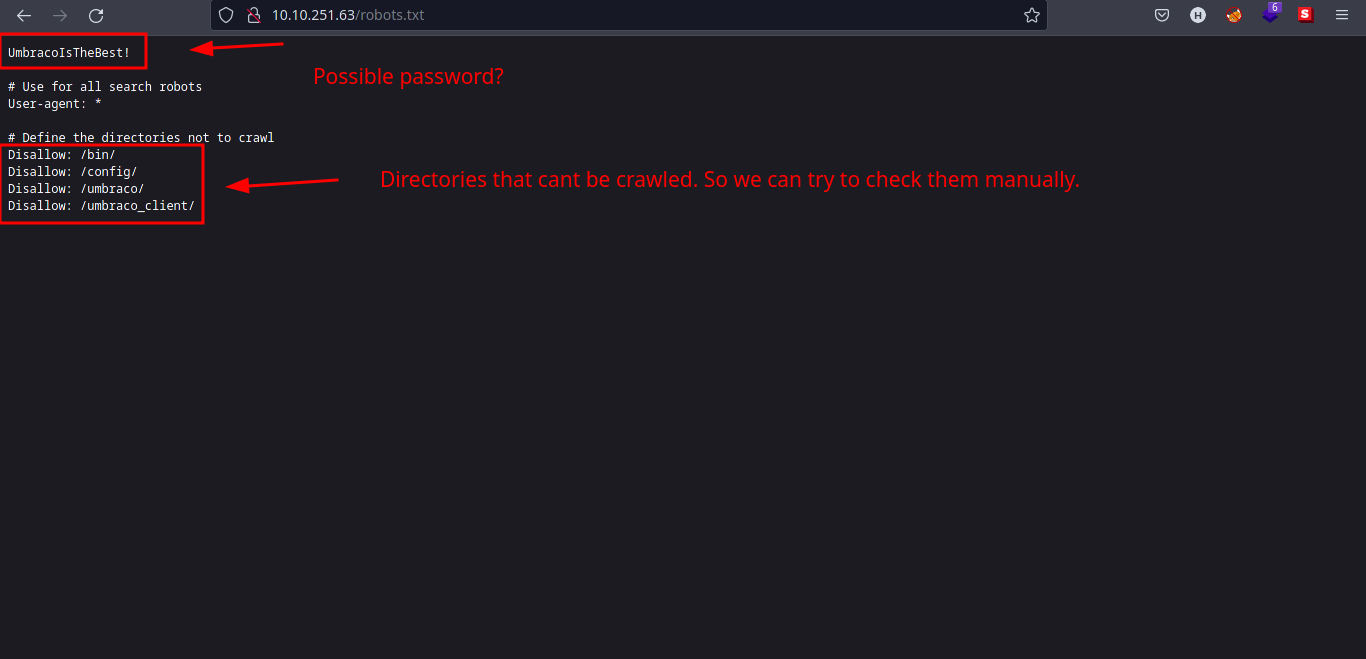 10.10.251.63/robots.txt
6
H
S
UmbracoIsTheBest!
Possible password?
# Use for all search robots
User-agent: *
# Define the directories not to crawl
Disallow: /bin/
Disallow: /config/
Directories that cant be crawled. So we can try to check them manually.
Disallow: /umbraco/
Disallow: /umbraco_client/